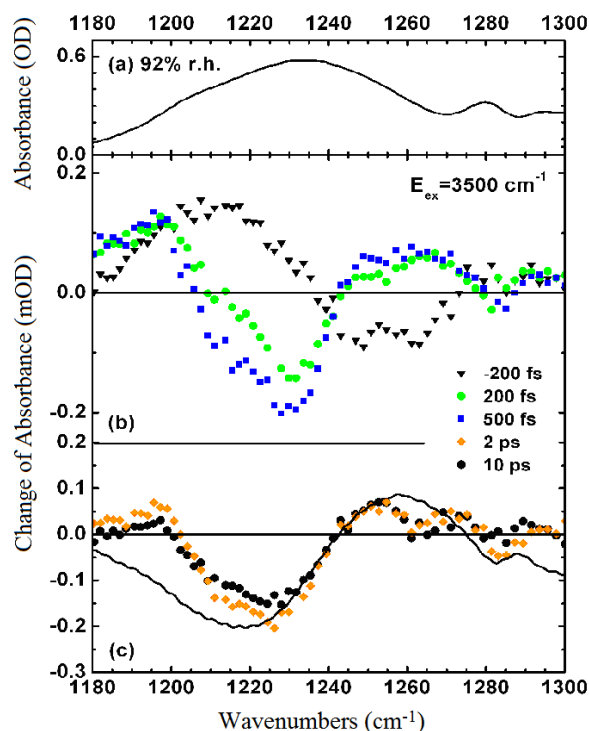 1180 1200 1220 1240 1260 1280 1300
Absorbance (OD)
0.6
0.0
(a) 92% r.h.
Change of Absorbance (mOD)
0.2
0.0
-0.2
E_ex=3500 cm⁻¹
-200 fs
200 fs
500 fs
2 ps
10 ps
(b)
0.2
0.1
0.0
-0.1
-0.2
-0.3
(c)
1180 1200 1220 1240 1260 1280 1300
Wavenumbers (cm⁻¹)